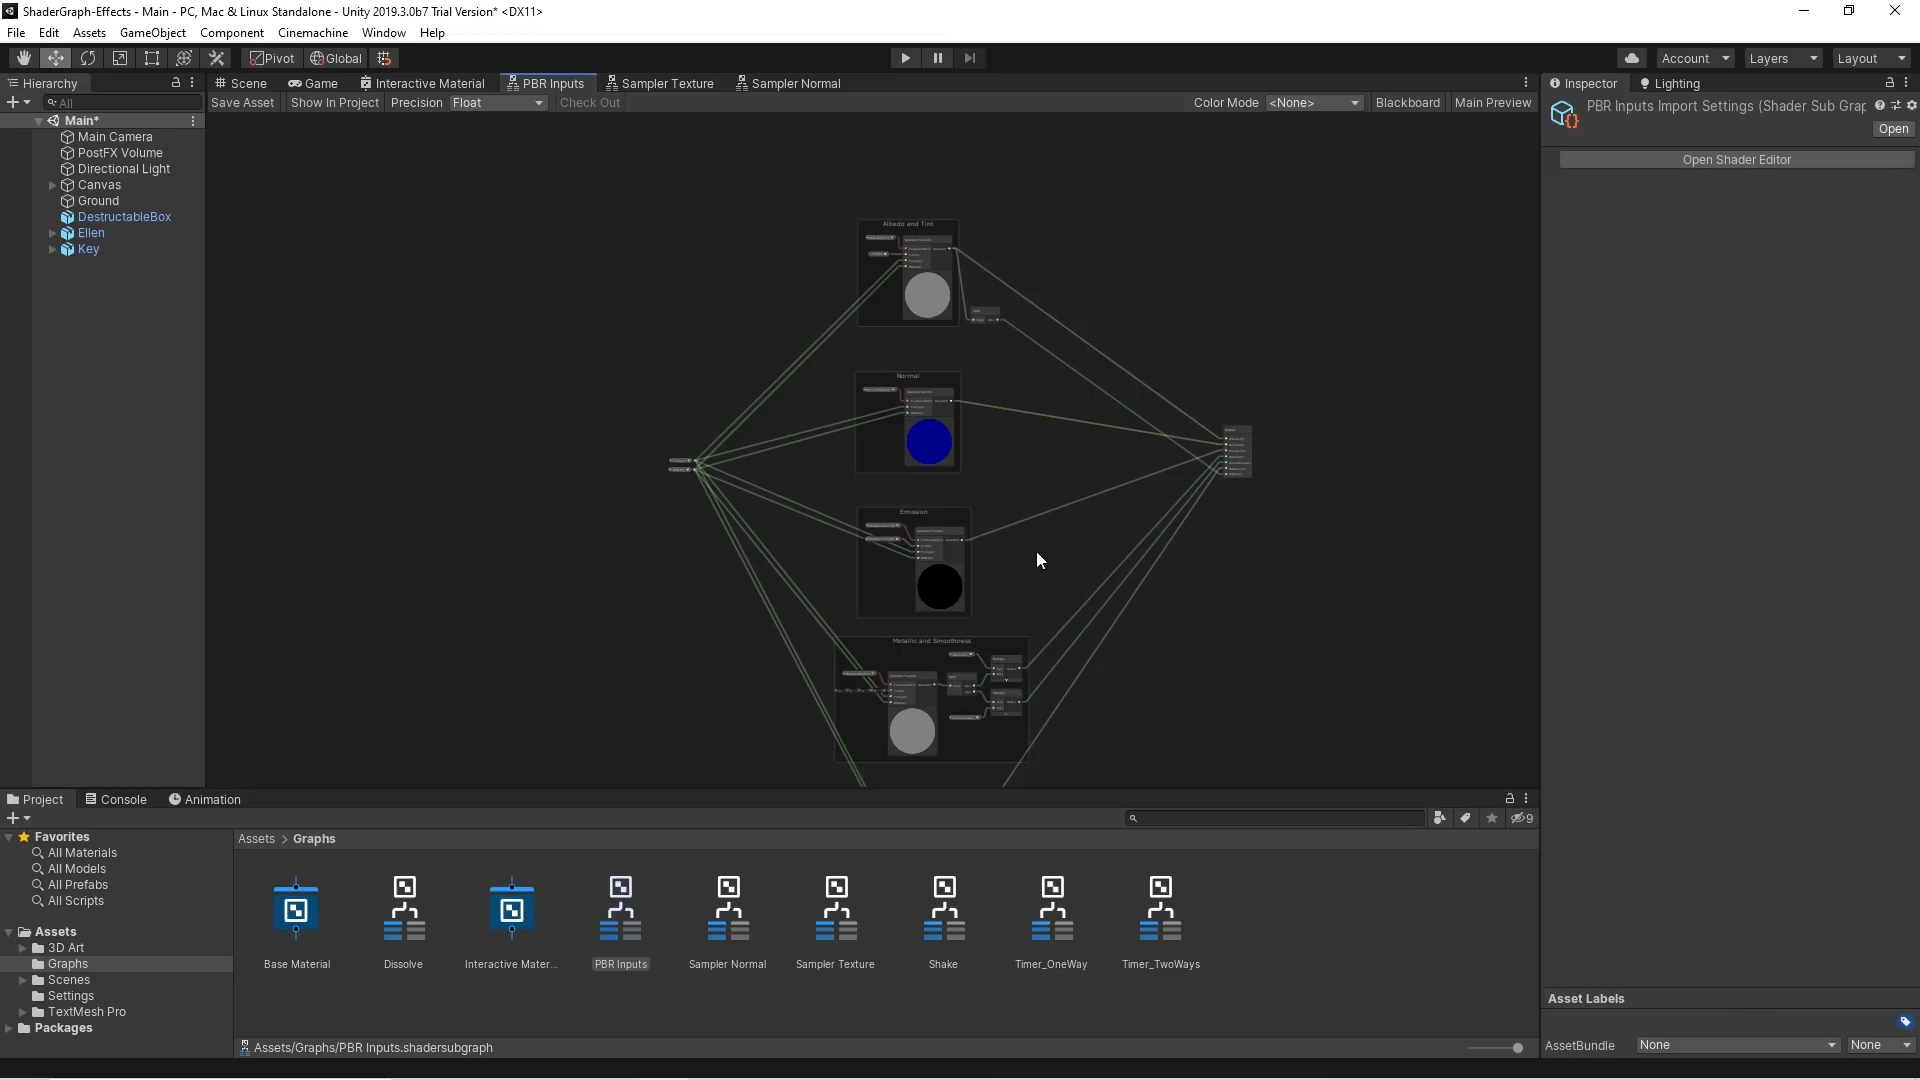 ShaderGraph-Effects - Main - PC, Mac & Linux Standalone - Unity 2019.3.0b7 Trial Version* <DX11>
File Edit Assets GameObject Component Cinemachine Window Help
Pivot Global Account Layers Layout
Hierarchy Scene Game Interactive Material PBR Inputs Sampler Texture Sampler Normal Inspector Lighting
All Save Asset Show In Project Precision Float Check Out Color Mode <None> Blackboard Main Preview
PBR Inputs Import Settings (Shader Sub Grap
Open
Open Shader Editor
Main*
Main Camera
PostFX Volume
Directional Light
Canvas
Ground
DestructableBox
Ellen
Key
Albedo and Tint
Normal
Emission
Metallic and Smoothness
Project Console Animation
9
Favorites
All Materials
All Models
All Prefabs
All Scripts
Assets
3D Art
Graphs
Scenes
Settings
TextMesh Pro
Packages
Assets > Graphs
Base Material Dissolve Interactive Mater... PBR Inputs Sampler Normal Sampler Texture Shake Timer_OneWay Timer_TwoWays
Assets/Graphs/PBR Inputs.shadersubgraph
Asset Labels
AssetBundle None None